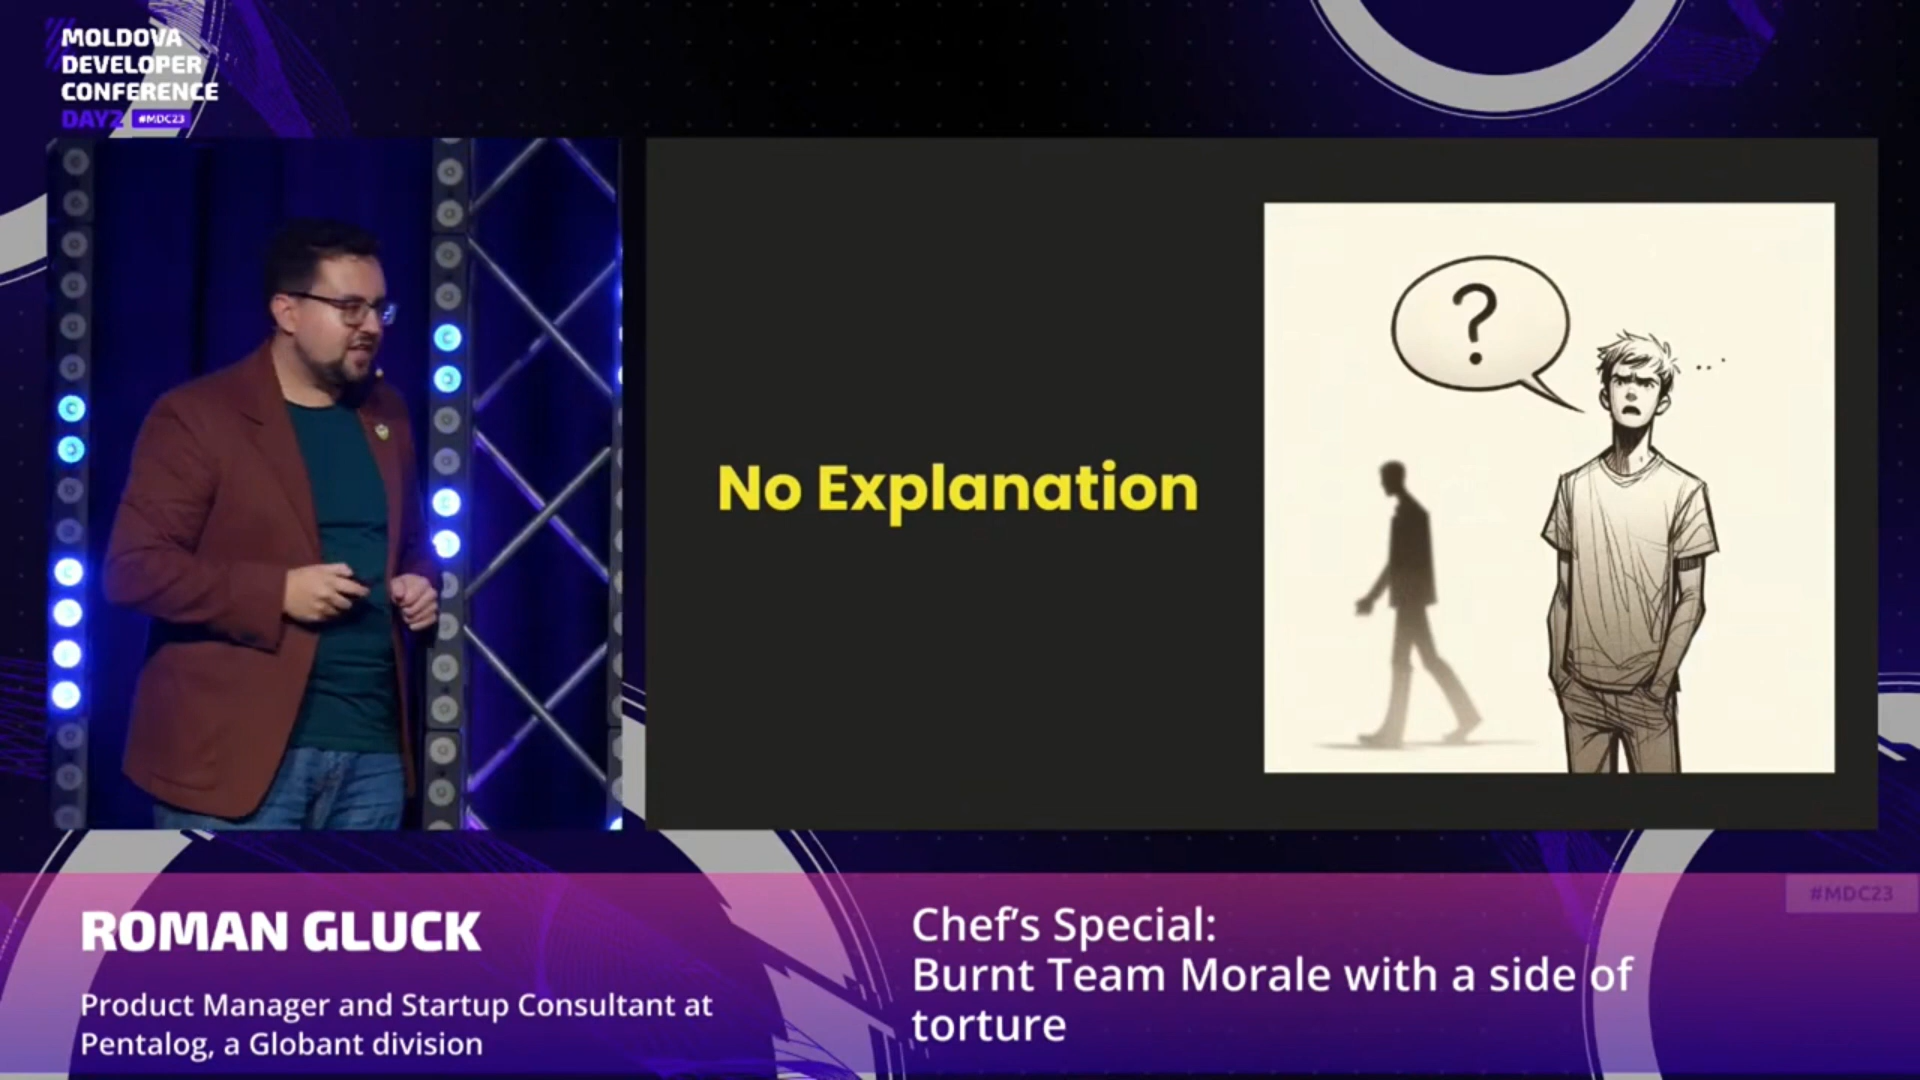 MOLDOVA
DEVELOPER
CONFERENCE
DAY2 #MDC23
No Explanation
?
#MDC23
ROMAN GLUCK
Product Manager and Startup Consultant at
Pentalog, a Globant division
Chef's Special:
Burnt Team Morale with a side of
torture